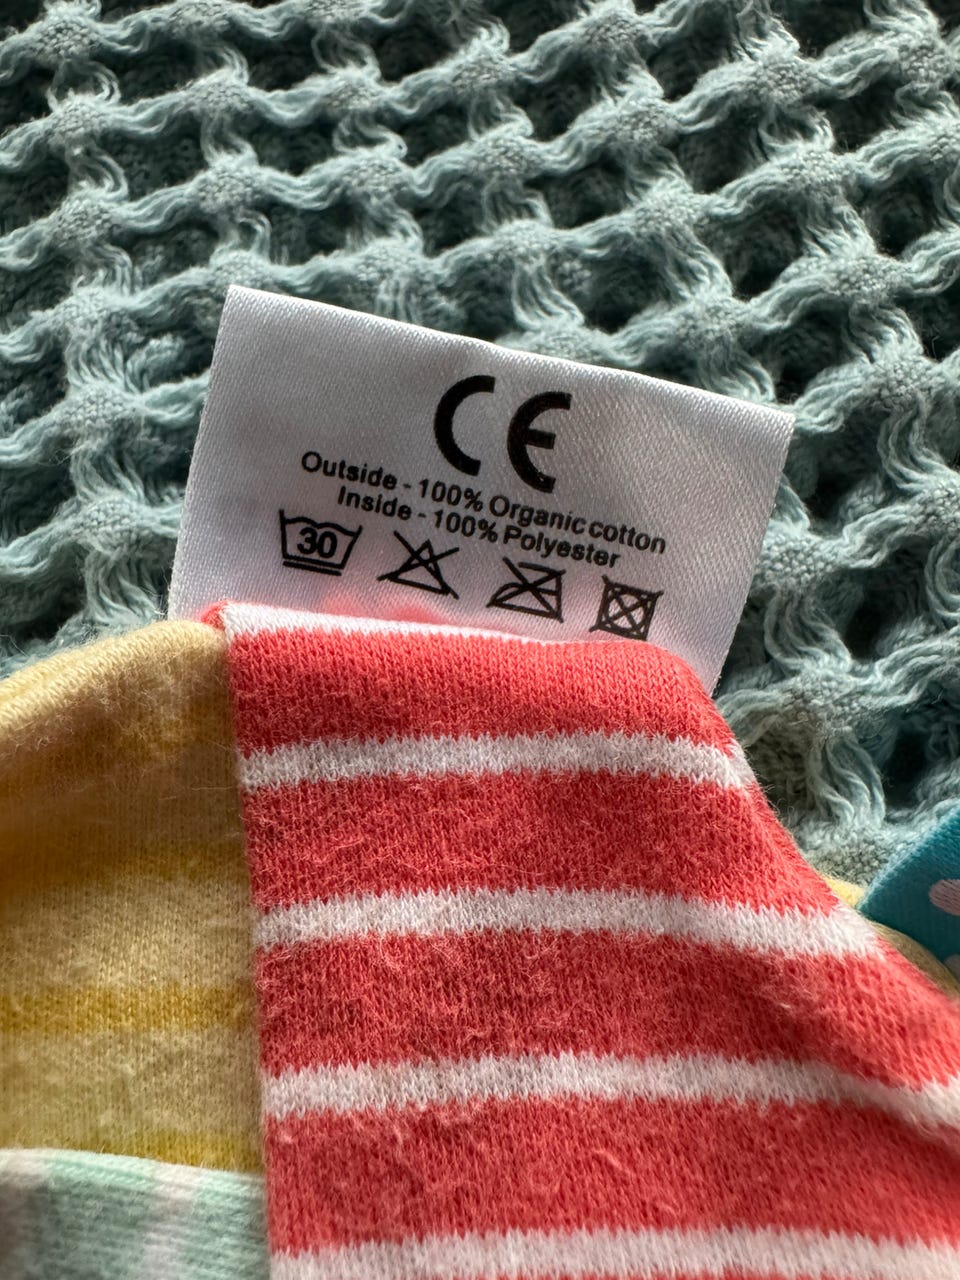 CE
Outside - 100% Organic cotton
Inside - 100% Polyester
30